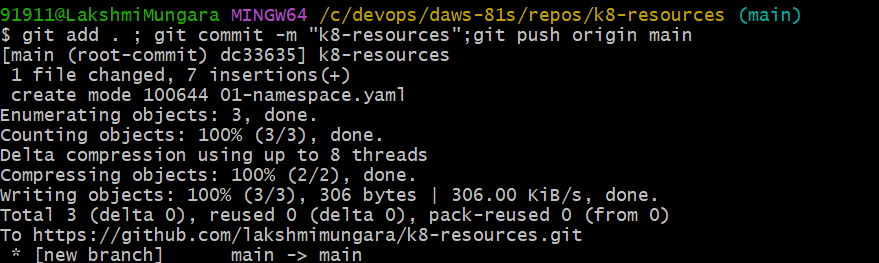 91911@LakshmiMungara MINGW64 /c/devops/daws-81s/repos/k8-resources (main)
$ git add . ; git commit -m "k8-resources";git push origin main
[main (root-commit) dc33635] k8-resources
 1 file changed, 7 insertions(+)
 create mode 100644 01-namespace.yaml
Enumerating objects: 3, done.
Counting objects: 100% (3/3), done.
Delta compression using up to 8 threads
Compressing objects: 100% (2/2), done.
Writing objects: 100% (3/3), 306 bytes | 306.00 KiB/s, done.
Total 3 (delta 0), reused 0 (delta 0), pack-reused 0 (from 0)
To https://github.com/lakshmimungara/k8-resources.git
 * [new branch]      main -> main